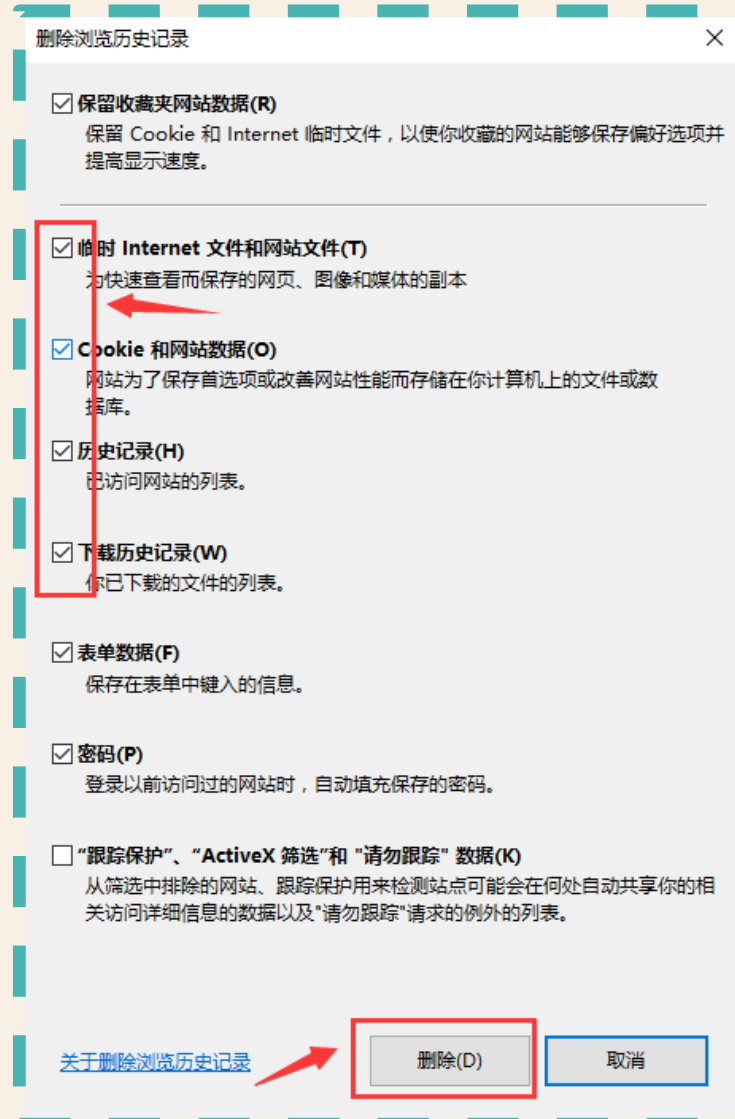 删除浏览历史记录
保留收藏夹网站数据(R)
保留 Cookie 和 Internet 临时文件，以使你收藏的网站能够保存偏好选项并
提高显示速度。
临时 Internet 文件和网站文件(T)
为快速查看而保存的网页、图像和媒体的副本
Cookie 和网站数据(O)
网站为了保存首选项或改善网站性能而存储在你计算机上的文件或数
据库。
历史记录(H)
已访问网站的列表。
下载历史记录(W)
你已下载的文件的列表。
表单数据(F)
保存在表单中键入的信息。
密码(P)
登录以前访问过的网站时，自动填充保存的密码。
“跟踪保护”、“ActiveX 筛选”和 "请勿跟踪" 数据(K)
从筛选中排除的网站、跟踪保护用来检测站点可能会在何处自动共享你的相
关访问详细信息的数据以及"请勿跟踪"请求的例外的列表。
关于删除浏览历史记录
删除(D)
取消